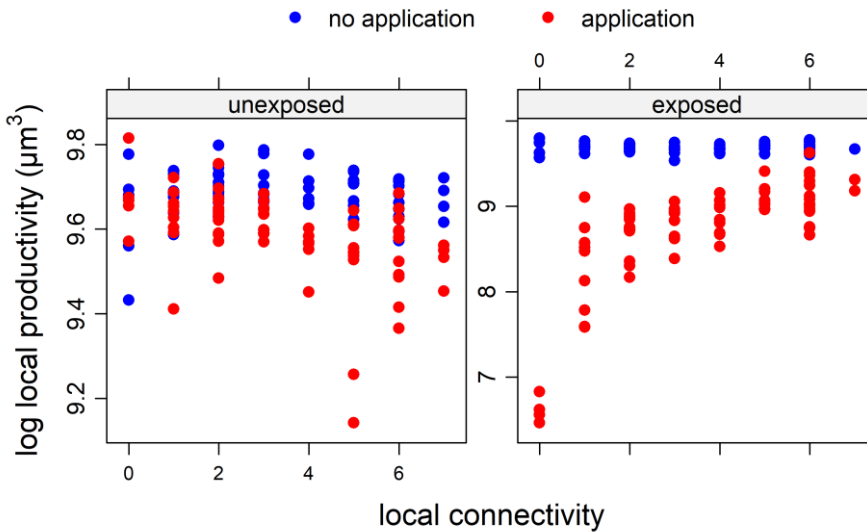 no application application
0 2 4 6
unexposed exposed
log local productivity (µm³)
9.8
9.6
9.4
9.2
9
8
7
0 2 4 6
local connectivity